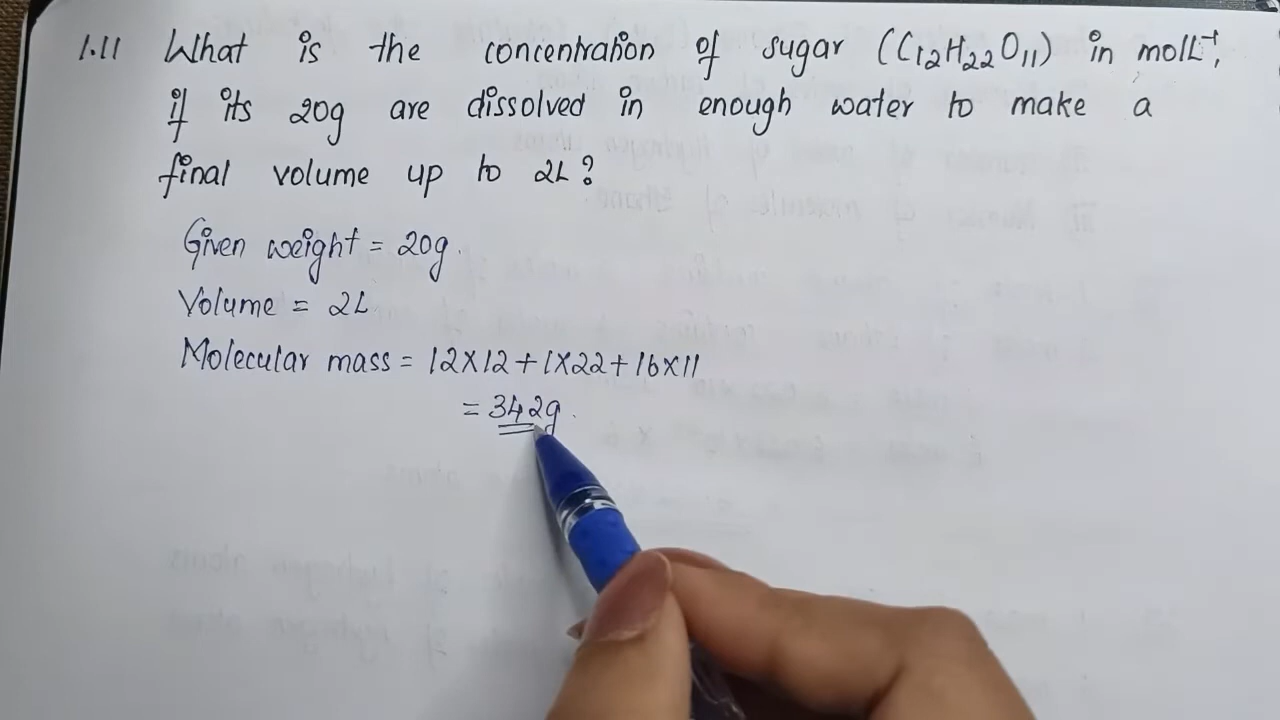 1.11 What is the concentration of sugar (C₁₂H₂₂O₁₁) in molL⁻¹,
if its 20g are dissolved in enough water to make a
final volume up to 2L?
Given weight = 20g.
Volume = 2L
Molecular mass = 12×12+1×22+16×11
= 342g.